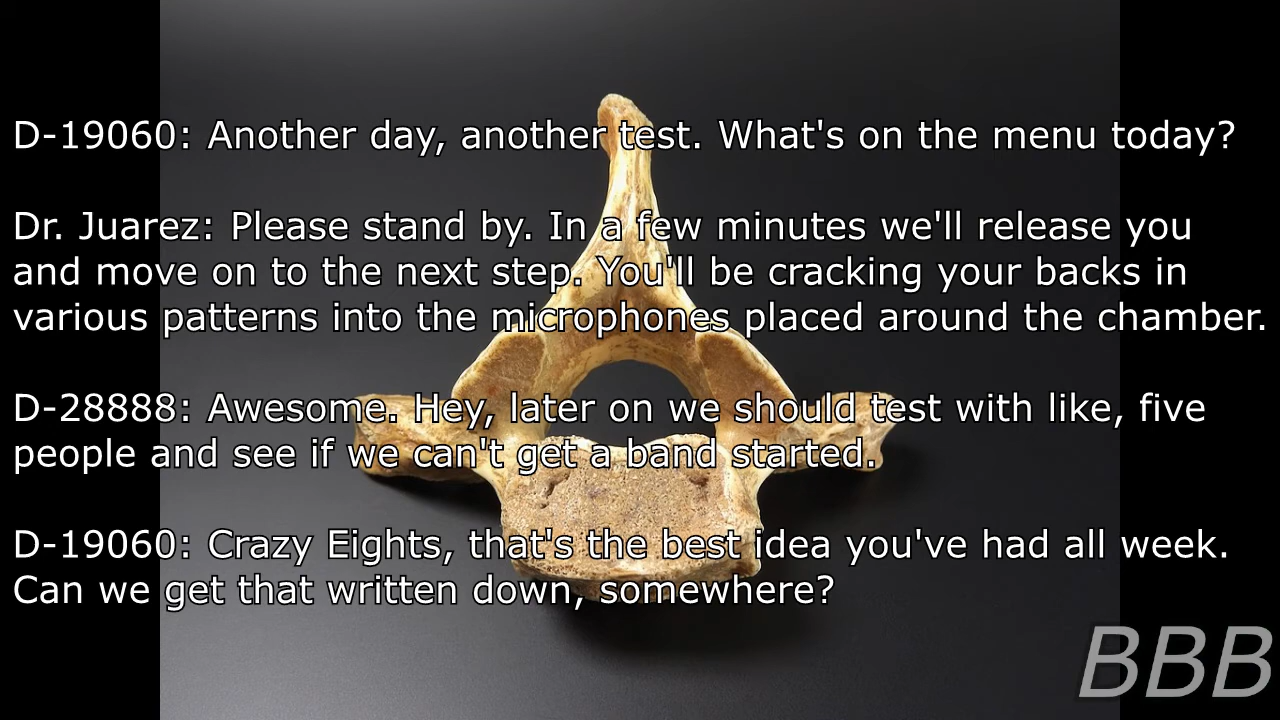 D-19060: Another day, another test. What's on the menu today?
Dr. Juarez: Please stand by. In a few minutes we'll release you
and move on to the next step. You'll be cracking your backs in
various patterns into the microphones placed around the chamber.
D-28888: Awesome. Hey, later on we should test with like, five
people and see if we can't get a band started.
D-19060: Crazy Eights, that's the best idea you've had all week.
Can we get that written down, somewhere?
BBB